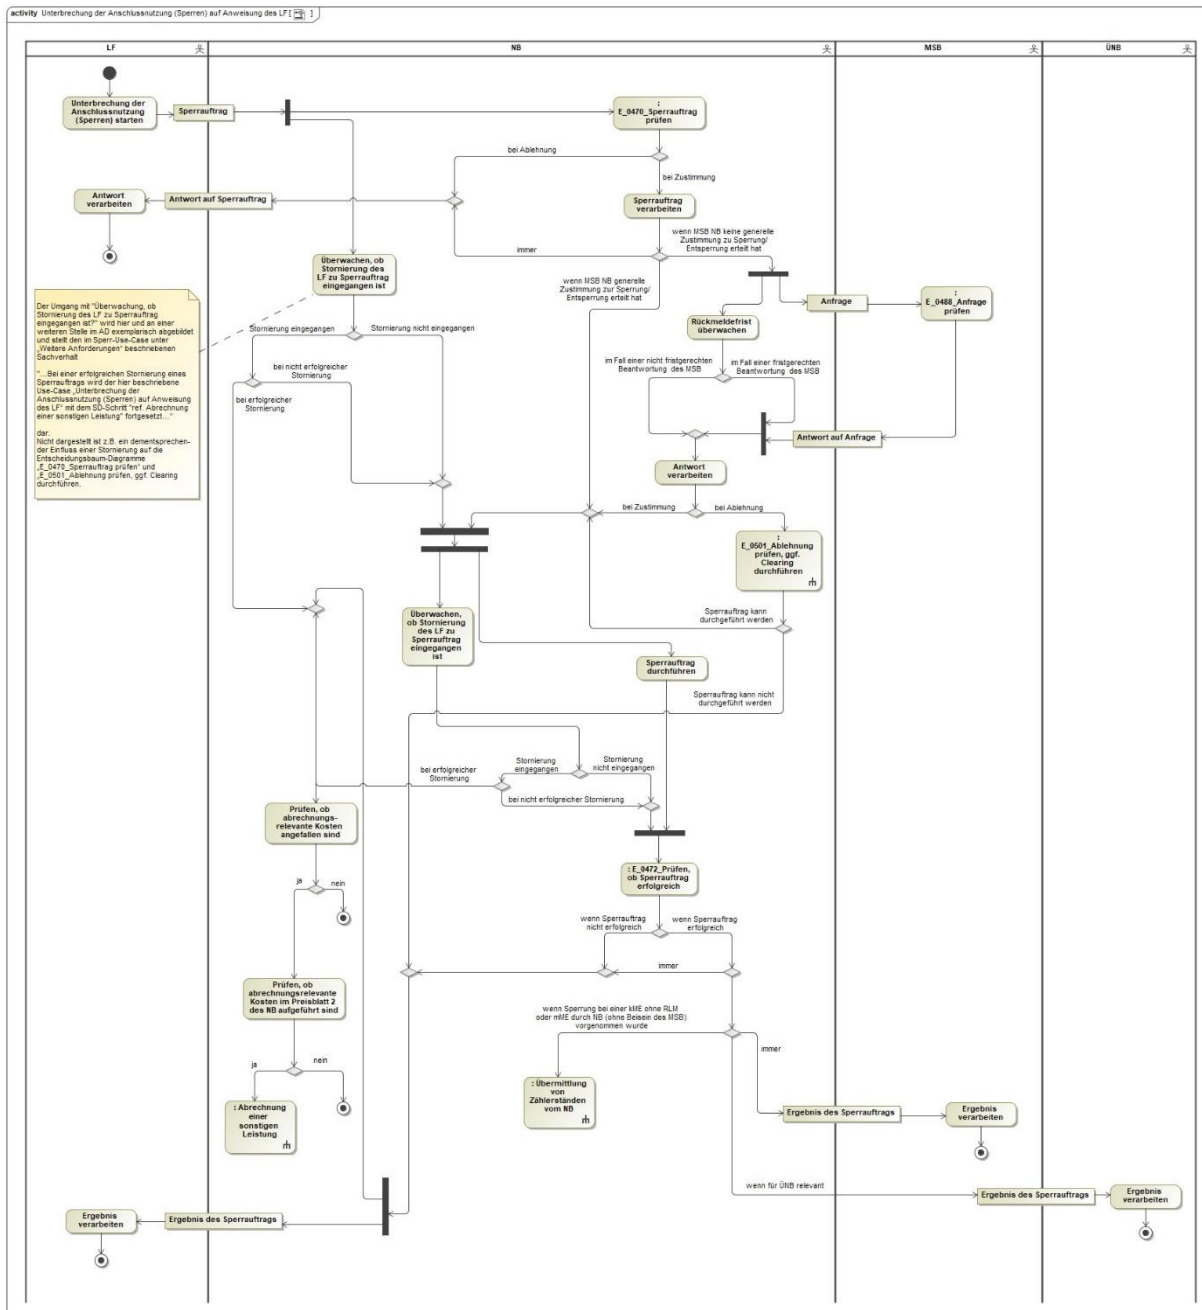 activity Unterbrechung der Anschlussnutzung (Sperren) auf Anweisung des LF [ ]
LF
NB
MSB
ÜNB
Unterbrechung der
Anschlussnutzung
(Sperren) starten
Sperrauftrag
:
E_0470_Sperrauftrag
prüfen
bei Ablehnung
bei Zustimmung
Antwort
verarbeiten
Antwort auf Sperrauftrag
Sperrauftrag
verarbeiten
immer
wenn MSB NB keine generelle
Zustimmung zu Sperrung/
Entsperrung erteilt hat
Überwachen, ob
Stornierung des
LF zu Sperrauftrag
eingegangen ist
wenn MSB NB generelle
Zustimmung zur Sperrung/
Entsperrung erteilt hat
Anfrage
:
E_0488_Anfrage
prüfen
Rückmeldefrist
überwachen
Der Umgang mit "Überwachung, ob
Stornierung des LF zu Sperrauftrag
eingegangen ist?" wird hier und an einer
weiteren Stelle im AD exemplarisch abgebildet
und stellt den im Sperr-Use-Case unter
„Weitere Anforderungen“ beschriebenen
Sachverhalt
"...Bei einer erfolgreichen Stornierung eines
Sperrauftrags wird der hier beschriebene
Use-Case „Unterbrechung der
Anschlussnutzung (Sperren) auf Anweisung
des LF“ mit dem SD-Schritt "ref. Abrechnung
einer sonstigen Leistung" fortgesetzt..."
dar.
Nicht dargestellt ist z.B. ein dementsprechen-
der Einfluss einer Stornierung auf die
Entscheidungsbaum-Diagramme
„E_0470_Sperrauftrag prüfen“ und
„E_0501_Ablehnung prüfen, ggf. Clearing
durchführen.
Stornierung eingegangen
Stornierung nicht eingegangen
bei nicht erfolgreicher
Stornierung
bei erfolgreicher
Stornierung
im Fall einer nicht fristgerechten
Beantwortung des MSB
im Fall einer fristgerechten
Beantwortung des MSB
Antwort auf Anfrage
Antwort
verarbeiten
bei Zustimmung
bei Ablehnung
:
E_0501_Ablehnung
prüfen, ggf.
Clearing
durchführen
Überwachen,
ob Stornierung
des LF zu
Sperrauftrag
eingegangen
ist
Sperrauftrag kann
durchgeführt werden
Sperrauftrag
durchführen
Sperrauftrag kann nicht
durchgeführt werden
bei erfolgreicher
Stornierung
Stornierung
eingegangen
Stornierung
nicht eingegangen
bei nicht erfolgreicher Stornierung
Prüfen, ob
abrechnungs-
relevante Kosten
angefallen sind
: E_0472_Prüfen,
ob Sperrauftrag
erfolgreich
ja
nein
wenn Sperrauftrag
nicht erfolgreich
wenn Sperrauftrag
erfolgreich
immer
Prüfen, ob
abrechnungsrelevante
Kosten im Preisblatt 2
des NB aufgeführt sind
wenn Sperrung bei einer kME ohne RLM
oder mME durch NB (ohne Beisein des MSB)
vorgenommen wurde
immer
ja
nein
: Übermittlung
von
Zählerständen
vom NB
: Abrechnung
einer
sonstigen
Leistung
Ergebnis des Sperrauftrags
Ergebnis
verarbeiten
wenn für ÜNB relevant
Ergebnis des Sperrauftrags
Ergebnis
verarbeiten
Ergebnis
verarbeiten
Ergebnis des Sperrauftrags